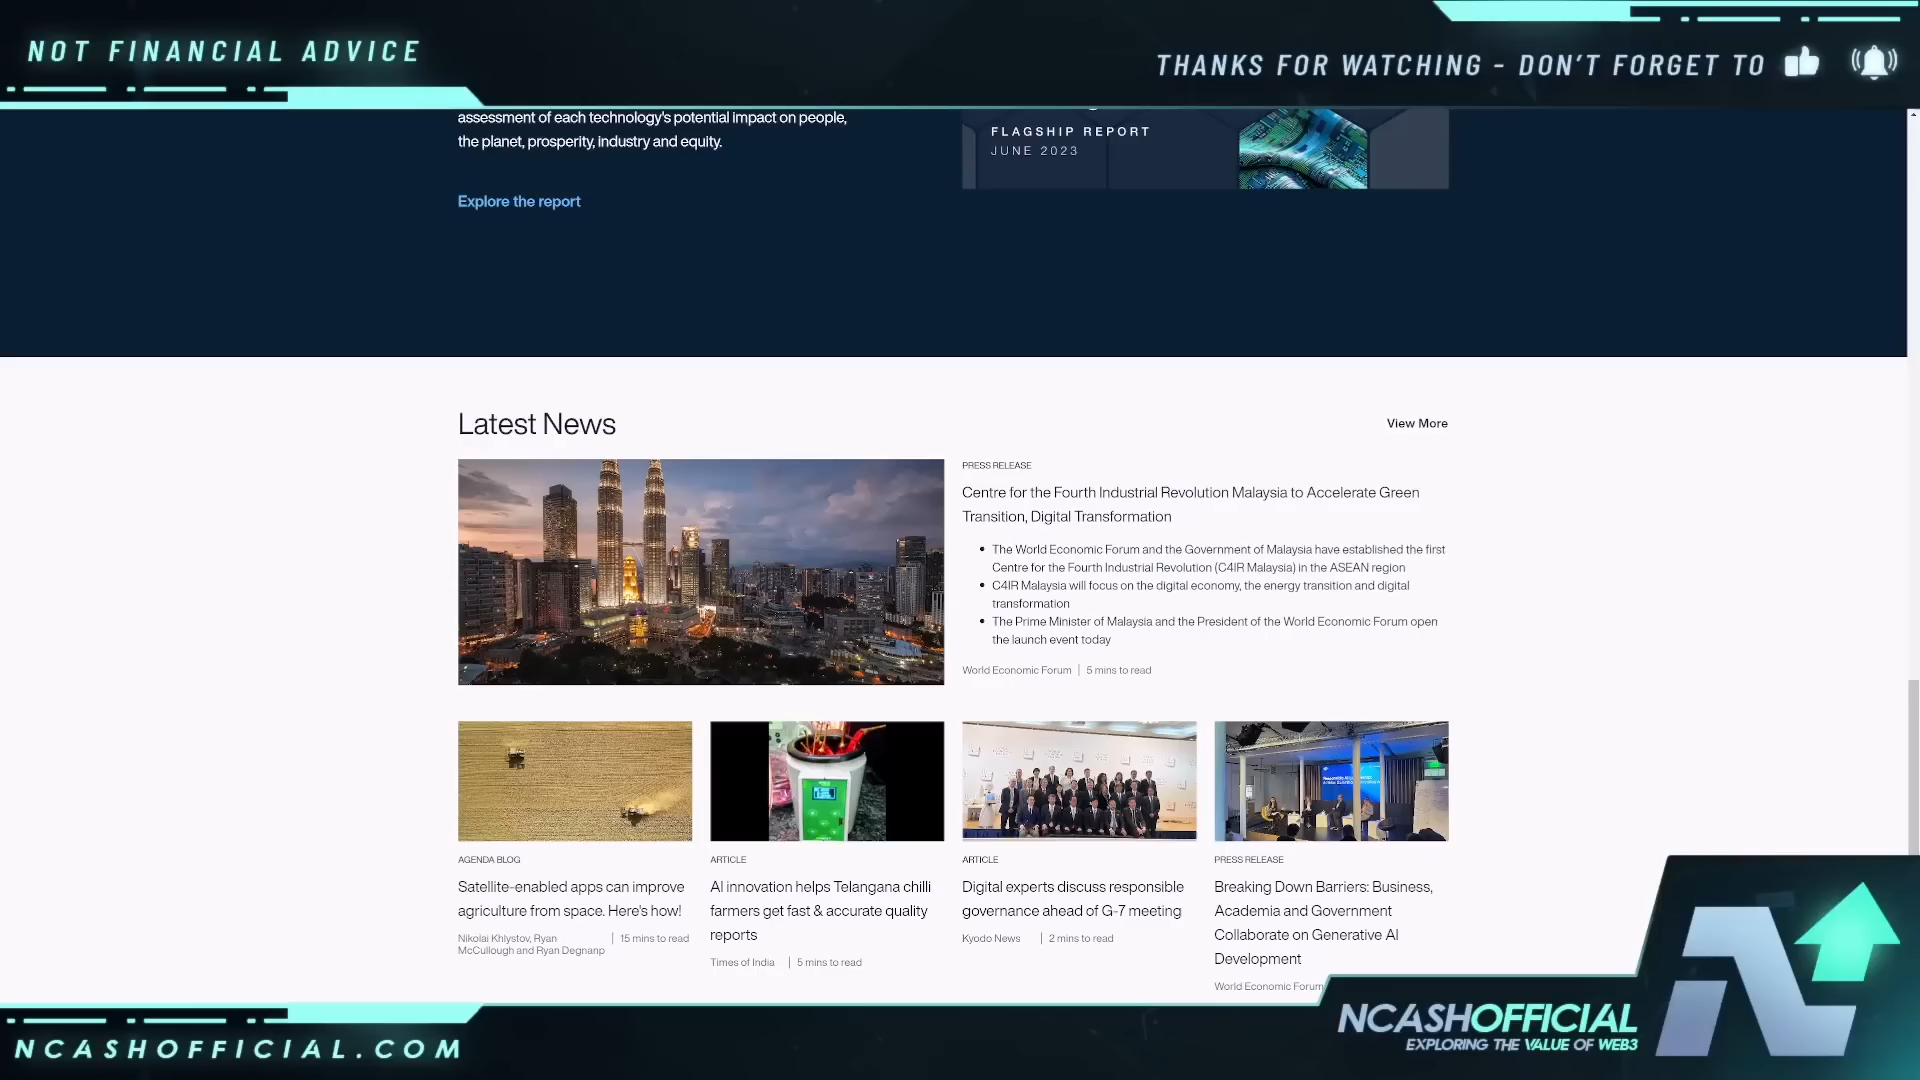 NOT FINANCIAL ADVICE
THANKS FOR WATCHING - DON'T FORGET TO
assessment of each technology's potential impact on people,
the planet, prosperity, industry and equity.
Explore the report
FLAGSHIP REPORT
JUNE 2023
Latest News
View More
PRESS RELEASE
Centre for the Fourth Industrial Revolution Malaysia to Accelerate Green
Transition, Digital Transformation
• The World Economic Forum and the Government of Malaysia have established the first
Centre for the Fourth Industrial Revolution (C4IR Malaysia) in the ASEAN region
• C4IR Malaysia will focus on the digital economy, the energy transition and digital
transformation
• The Prime Minister of Malaysia and the President of the World Economic Forum open
the launch event today
World Economic Forum | 5 mins to read
AGENDA BLOG
Satellite-enabled apps can improve
agriculture from space. Here's how!
Nikolai Khlystov, Ryan
McCullough and Ryan Degnanp | 15 mins to read
ARTICLE
AI innovation helps Telangana chilli
farmers get fast & accurate quality
reports
Times of India | 5 mins to read
ARTICLE
Digital experts discuss responsible
governance ahead of G-7 meeting
Kyodo News | 2 mins to read
PRESS RELEASE
Breaking Down Barriers: Business,
Academia and Government
Collaborate on Generative AI
Development
World Economic Forum
NCASHOFFICIAL.COM
NCASHOFFICIAL
EXPLORING THE VALUE OF WEB3